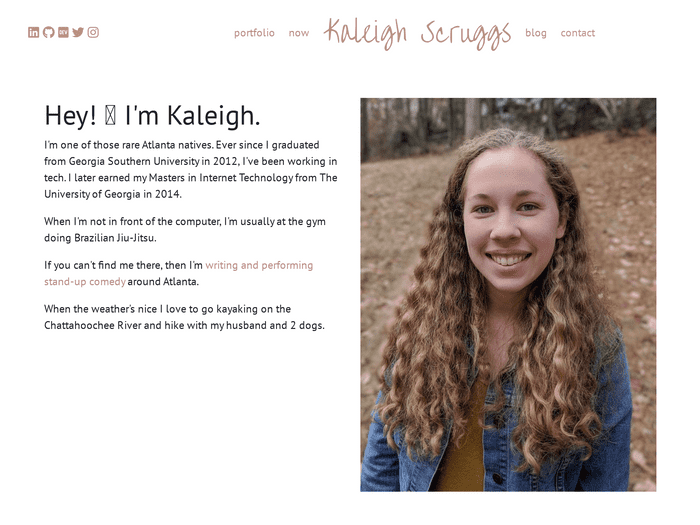 portfolio now Kaleigh Scruggs blog contact
Hey! I'm Kaleigh.
I'm one of those rare Atlanta natives. Ever since I graduated
from Georgia Southern University in 2012, I've been working in
tech. I later earned my Masters in Internet Technology from The
University of Georgia in 2014.
When I'm not in front of the computer, I'm usually at the gym
doing Brazilian Jiu-Jitsu.
If you can't find me there, then I'm writing and performing
stand-up comedy around Atlanta.
When the weather's nice I love to go kayaking on the
Chattahoochee River and hike with my husband and 2 dogs.